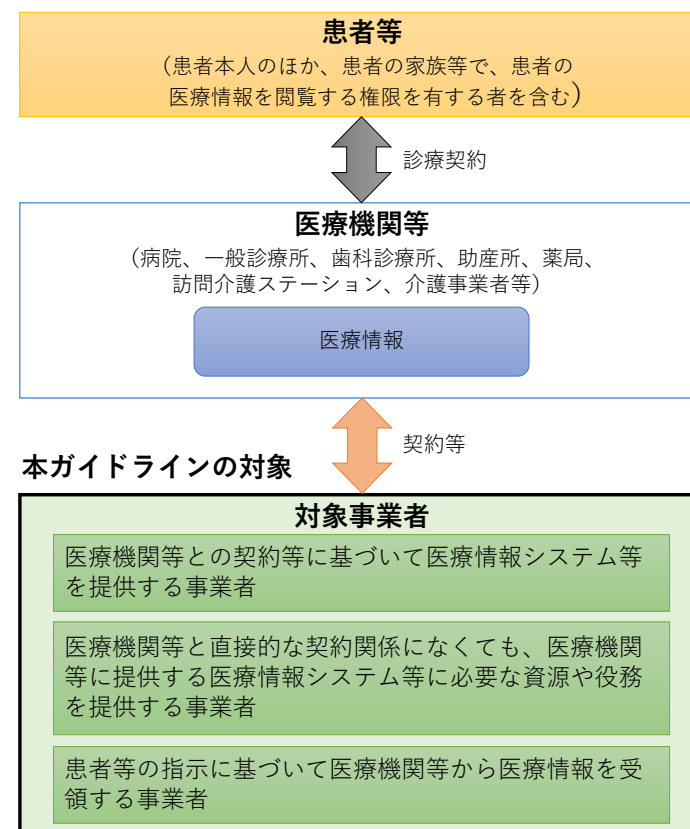 患者等
(患者本人のほか、患者の家族等で、患者の
医療情報を閲覧する権限を有する者を含む)
診療契約
医療機関等
(病院、一般診療所、歯科診療所、助産所、薬局、
訪問介護ステーション、介護事業者等)
医療情報
契約等
本ガイドラインの対象
対象事業者
医療機関等との契約等に基づいて医療情報システム等
を提供する事業者
医療機関等と直接的な契約関係になくても、医療機関
等に提供する医療情報システム等に必要な資源や役務
を提供する事業者
患者等の指示に基づいて医療機関等から医療情報を受
領する事業者